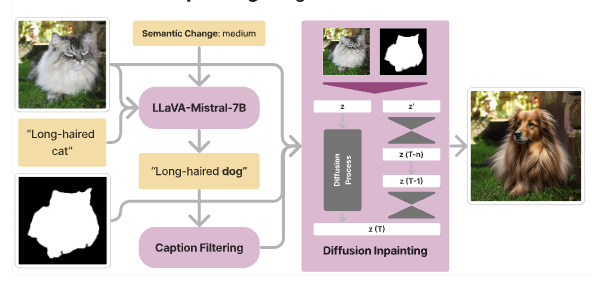 Semantic Change: medium
LLaVA-Mistral-7B
"Long-haired
cat"
"Long-haired dog"
Caption Filtering
z
z'
Diffusion
Process
z (T-n)
z (T-1)
z (T)
Diffusion Inpainting